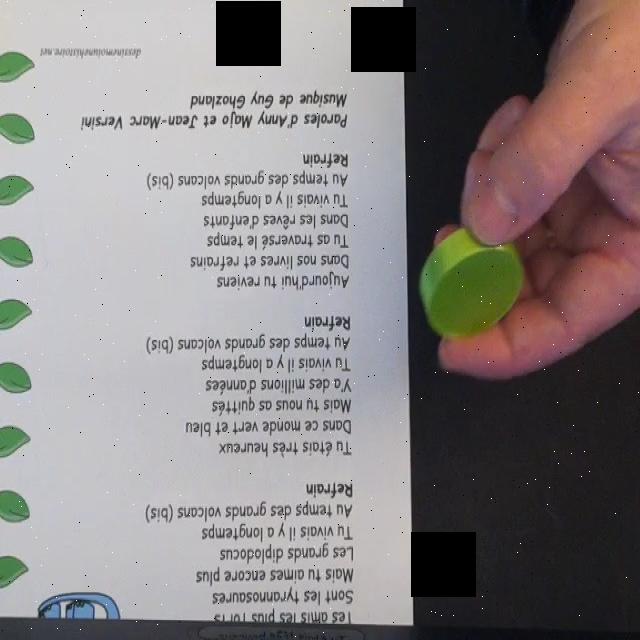 Tes amis les plus forts
Sont les tyrannosaures
Mais tu aimes encore plus
Les grands diplodocus
Tu vivais il y a longtemps
Au temps des grands volcans (bis)
Refrain
Tu étais très heureux
Dans ce monde vert et bleu
Mais tu nous as quittés
Y'a des millions d'années
Tu vivais il y a longtemps
Au temps des grands volcans (bis)
Refrain
Aujourd'hui tu reviens
Dans nos livres et refrains
Tu as traversé le temps
Dans les rêves d'enfants
Tu vivais il y a longtemps
Au temps des grands volcans (bis)
Refrain
Paroles d'Anny Majo et Jean-Marc Versini
Musique de Guy Ghozland
dessinemoiunehistoire.net